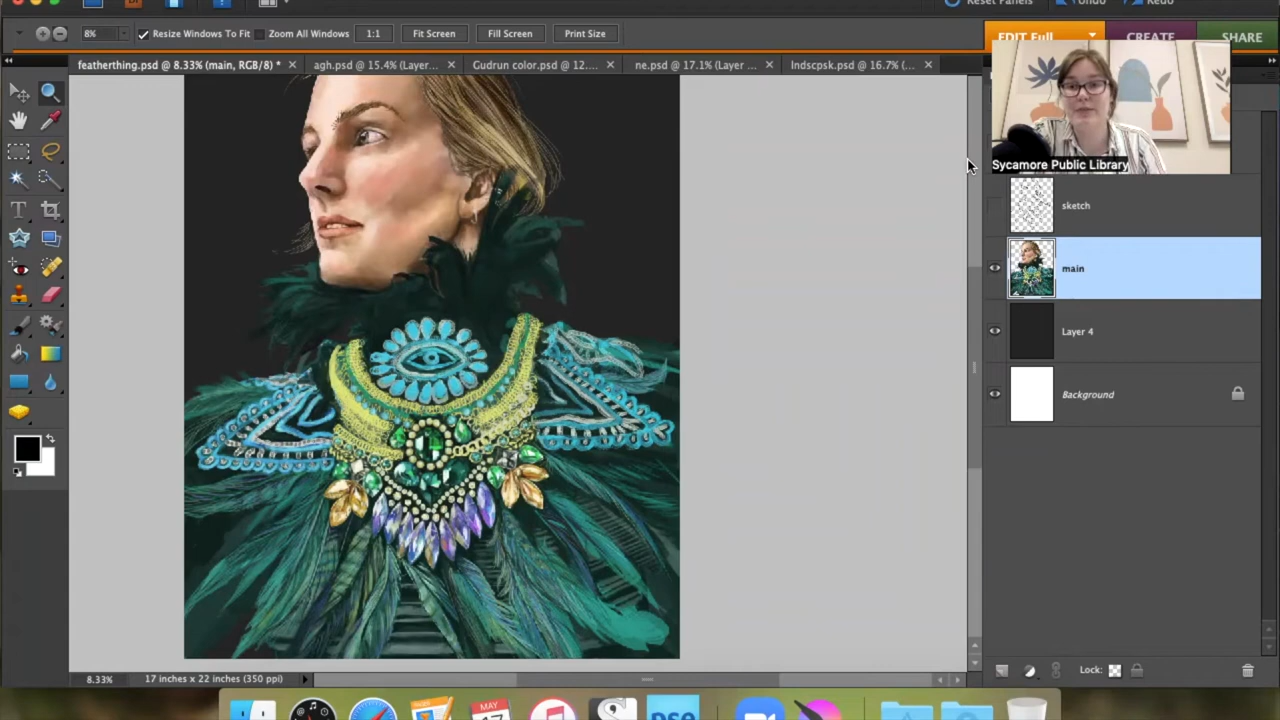 Reset Panels Undo Redo
8% Resize Windows To Fit Zoom All Windows 1:1 Fit Screen Fill Screen Print Size
EDIT Full CREATE SHARE
featherthing.psd @ 8.33% (main, RGB/8) * × agh.psd @ 15.4% (Layer... × Gudrun color.psd @ 12.... × ne.psd @ 17.1% (Layer ... × lndscpsk.psd @ 16.7% (... ×
Sycamore Public Library
sketch
main
Layer 4
Background
Lock:
8.33% 17 inches x 22 inches (350 ppi)
MAY
17
pse